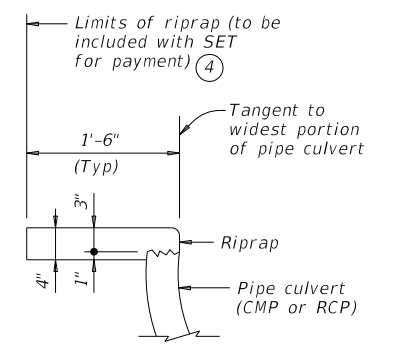 Limits of riprap (to be
included with SET
for payment) 4
Tangent to
widest portion
of pipe culvert
1'-6"
(Typ)
3"
Riprap
4"
1"
Pipe culvert
(CMP or RCP)